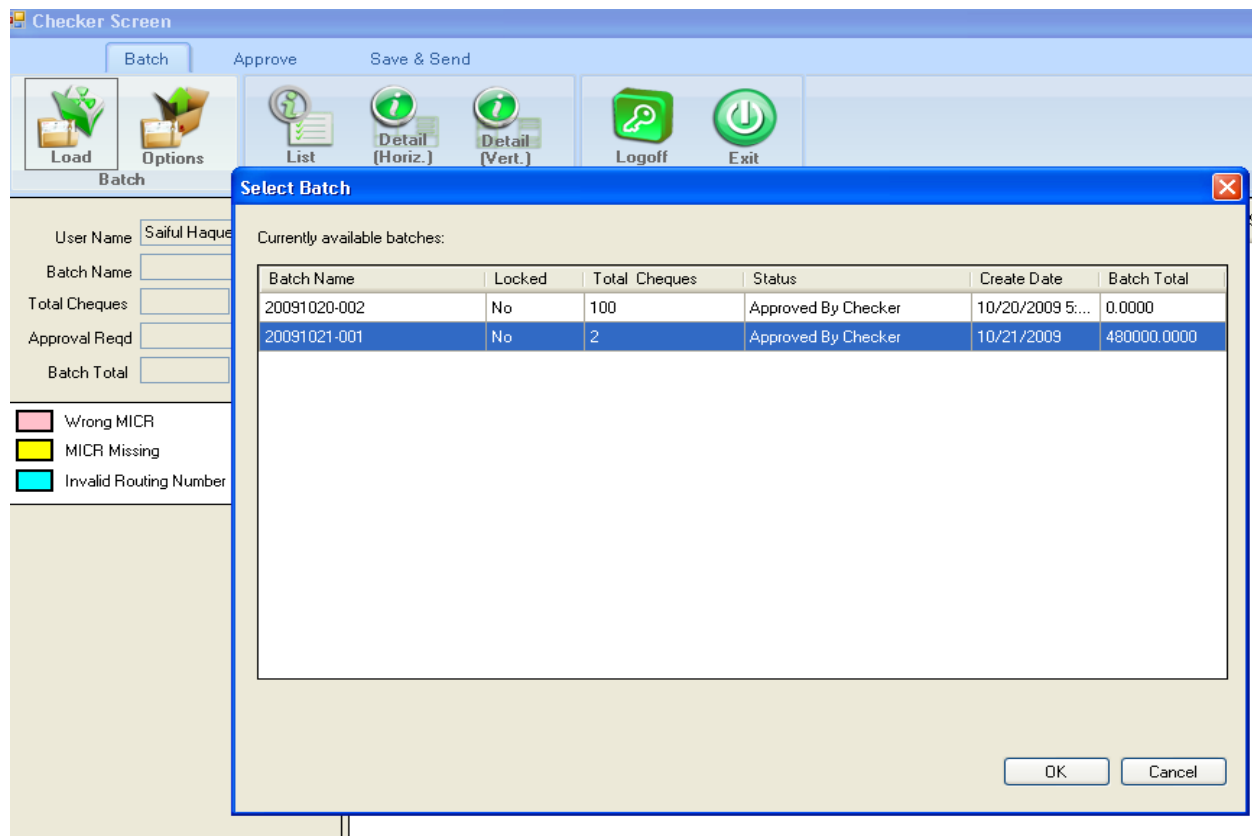 Checker Screen
Batch Approve Save & Send
Load Options List Detail (Horiz.) Detail (Vert.) Logoff Exit
Batch
Select Batch
User Name Saiful Haque
Batch Name
Total Cheques
Approval Reqd
Batch Total
Wrong MICR
MICR Missing
Invalid Routing Number
Currently available batches:
Batch Name Locked Total Cheques Status Create Date Batch Total
20091020-002 No 100 Approved By Checker 10/20/2009 5:... 0.0000
20091021-001 No 2 Approved By Checker 10/21/2009 480000.0000
OK Cancel